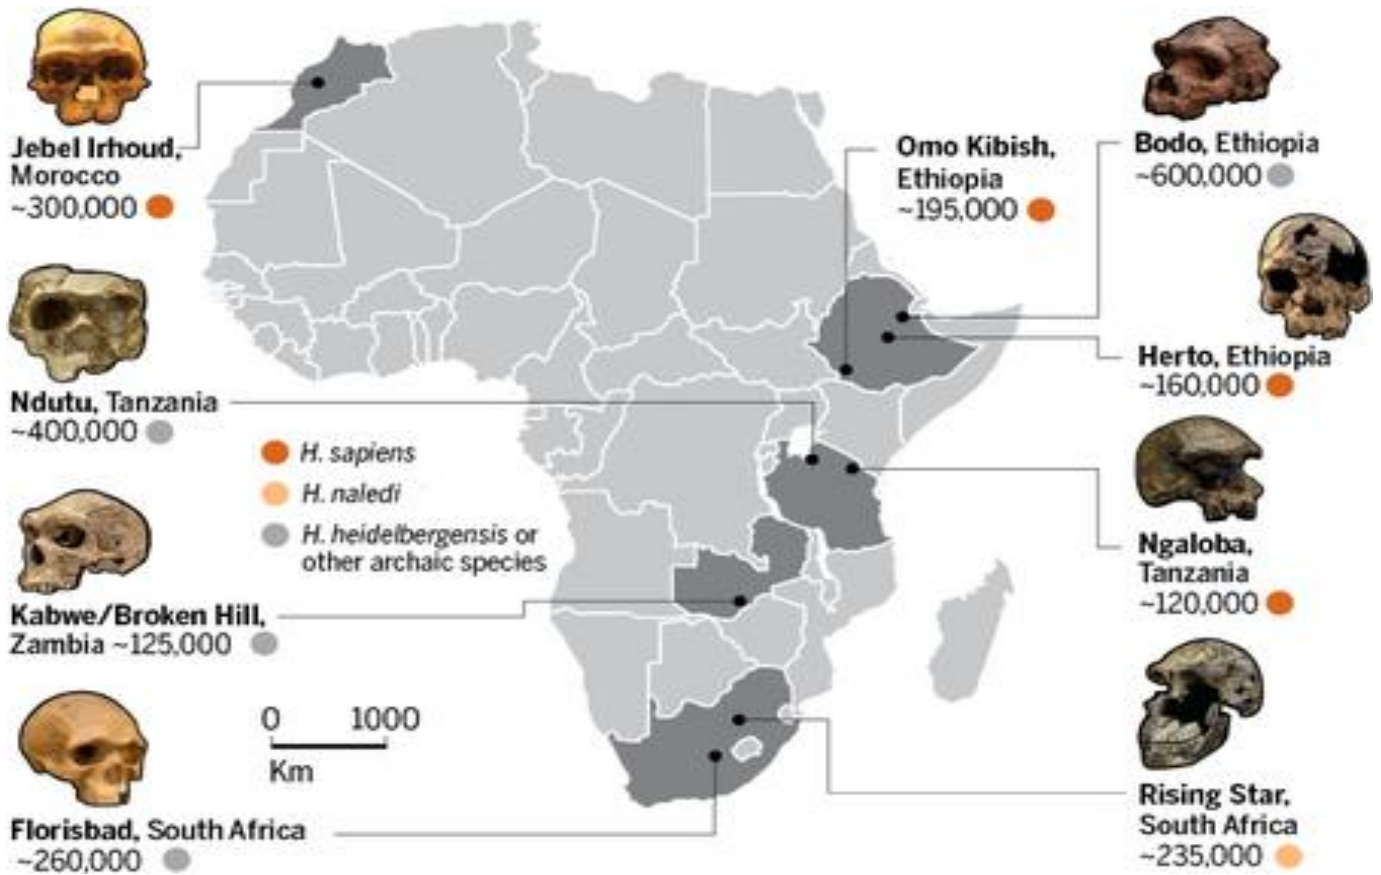 Jebel Irhoud,
Morocco
~300,000
Ndutu, Tanzania
~400,000
Kabwe/Broken Hill,
Zambia ~125,000
Florisbad, South Africa
~260,000
H. sapiens
H. naledi
H. heidelbergensis or
other archaic species
0 1000
Km
Omo Kibish,
Ethiopia
~195,000
Bodo, Ethiopia
~600,000
Herto, Ethiopia
~160,000
Ngaloba,
Tanzania
~120,000
Rising Star,
South Africa
~235,000